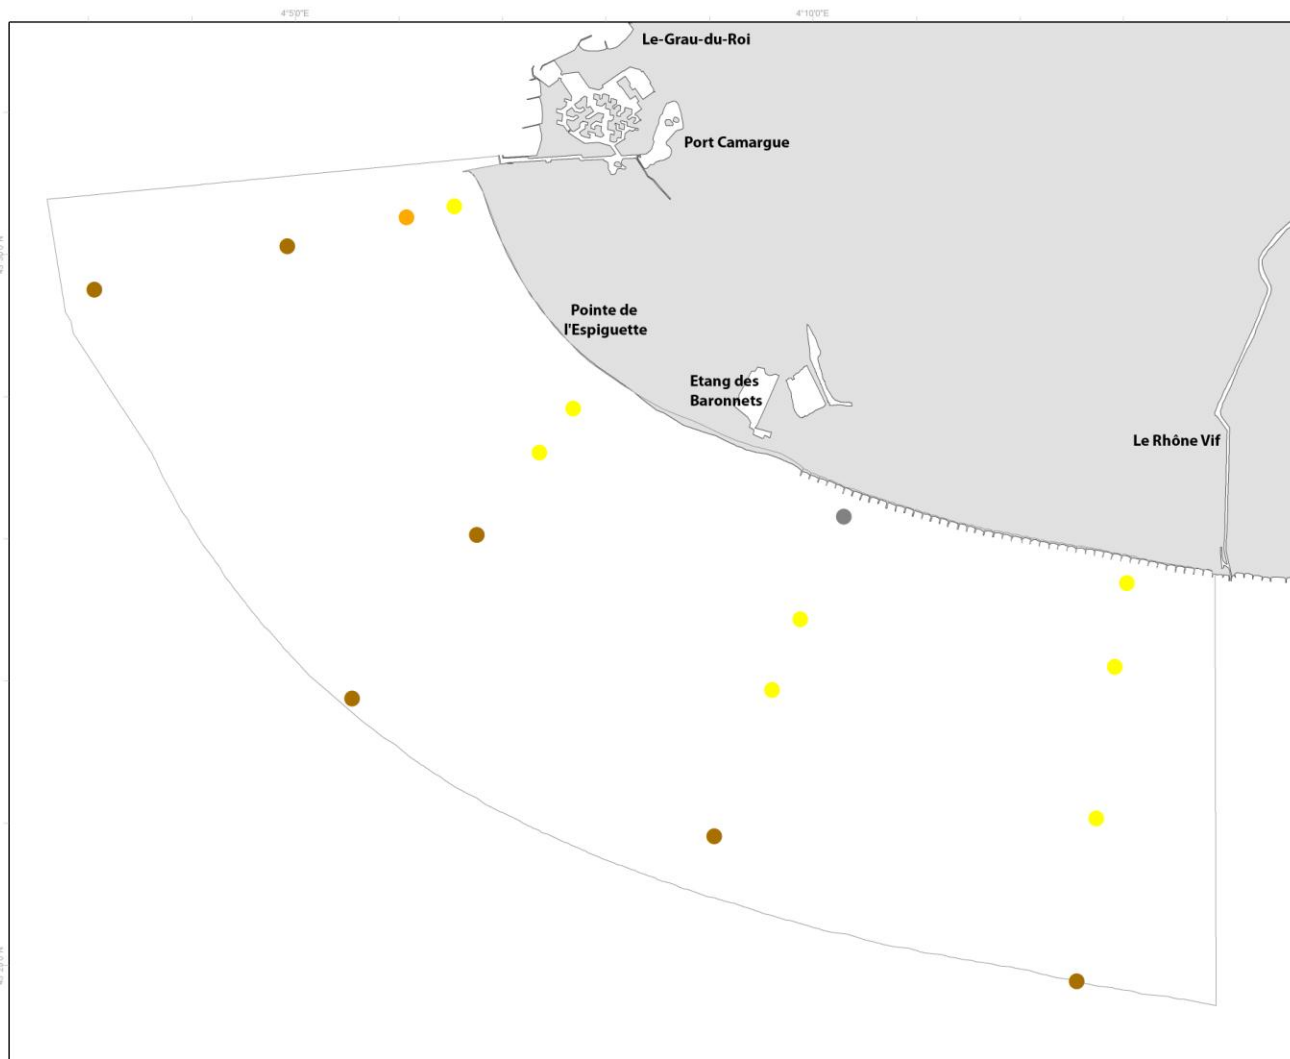 4°5'0"E
4°10'0"E
Le-Grau-du-Roi
Port Camargue
Pointe de
l'Espiguette
Etang des
Baronnets
Le Rhône Vif